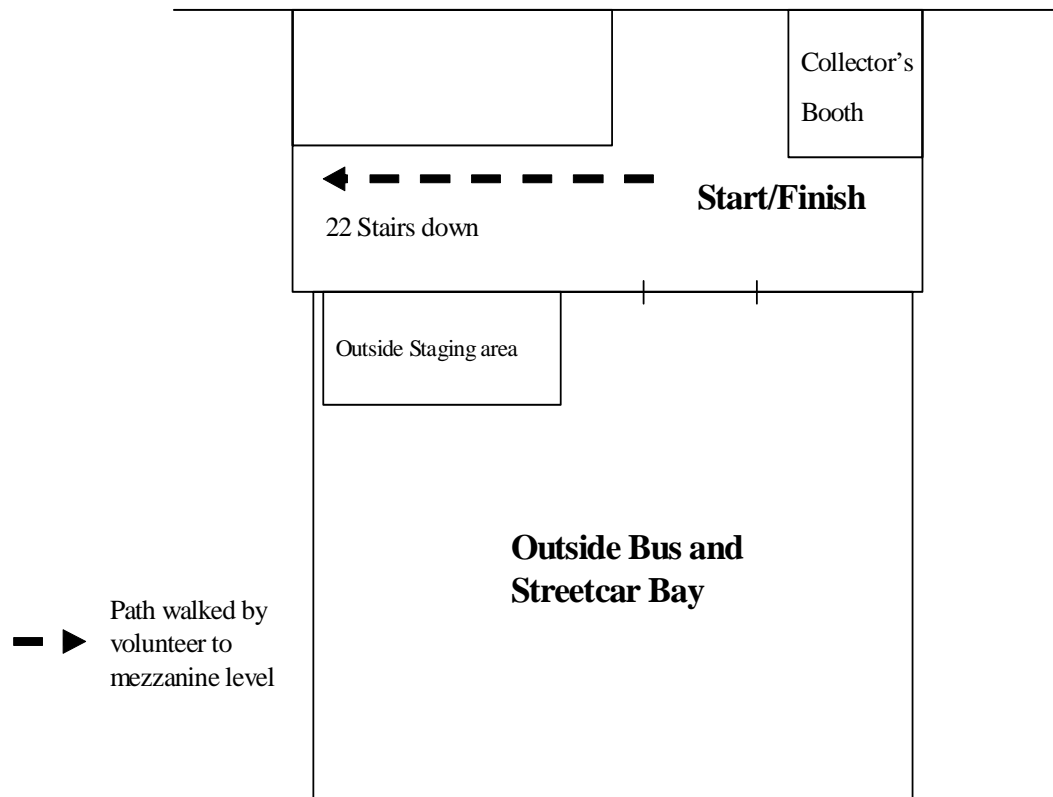 Collector’s
Booth
Start/Finish
22 Stairs down
Outside Staging area
Outside Bus and
Streetcar Bay
Path walked by
volunteer to
mezzanine level